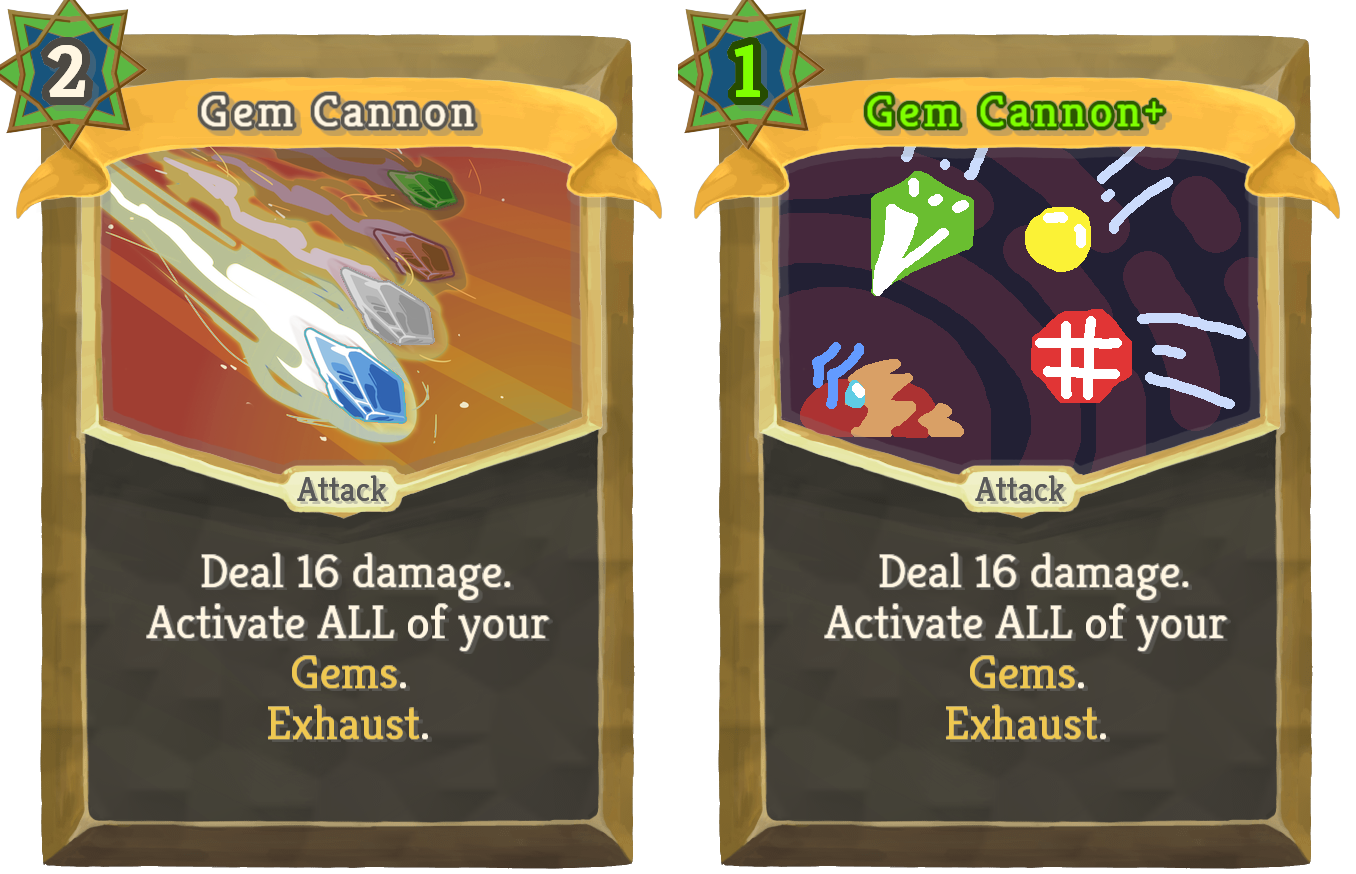 2
Gem Cannon
Attack
Deal 16 damage.
Activate ALL of your
Gems.
Exhaust.
1
Gem Cannon+
Attack
Deal 16 damage.
Activate ALL of your
Gems.
Exhaust.